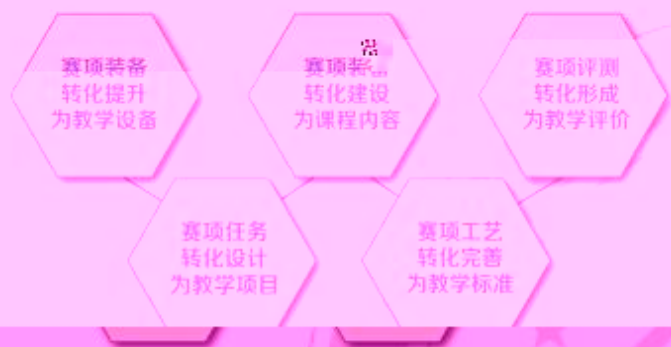 赛项装备
转化提升
为教学设备
赛项装
转化建设
为课程内容
赛项评测
转化形成
为教学评价
赛项任务
转化设计
为教学项目
赛项工艺
转化完善
为教学标准